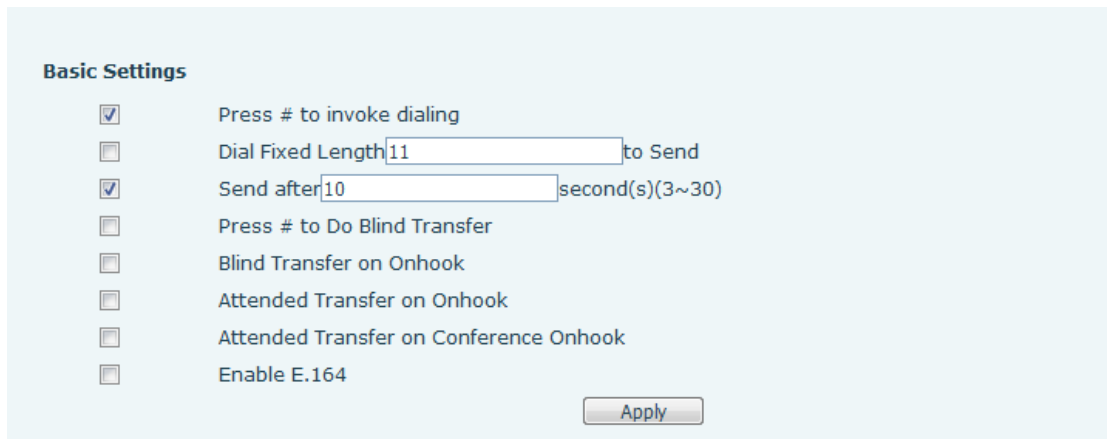 Basic Settings
Press # to invoke dialing
Dial Fixed Length 11 to Send
Send after 10 second(s)(3~30)
Press # to Do Blind Transfer
Blind Transfer on Onhook
Attended Transfer on Onhook
Attended Transfer on Conference Onhook
Enable E.164
Apply